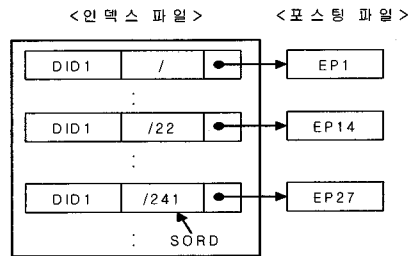 <인덱스 파일> <포스팅 파일>
DID1 / EP1
:
DID1 /22 EP14
:
DID1 /241 EP27
: SORD